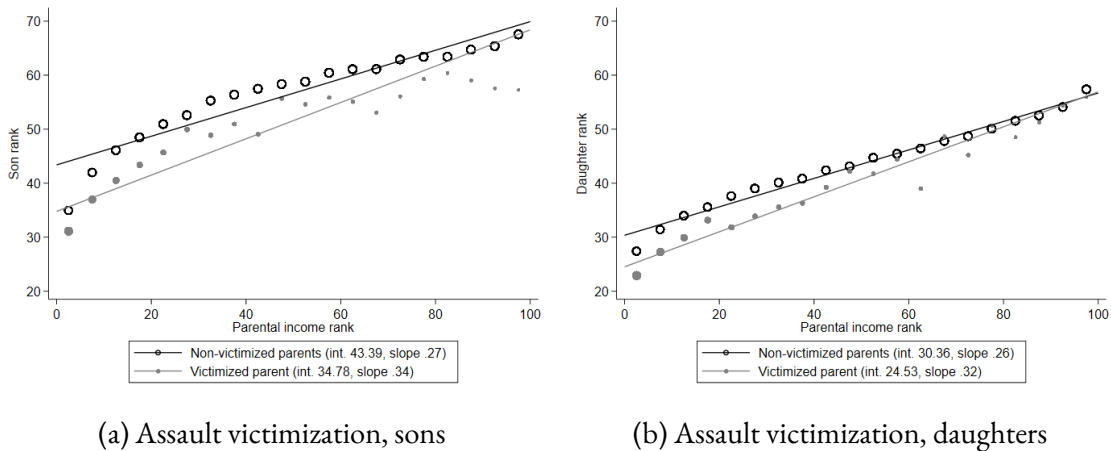 70
60
50
40
30
20
Son rank
0 20 40 60 80 100
Parental income rank
Non-victimized parents (int. 43.39, slope .27)
Victimized parent (int. 34.78, slope .34)
(a) Assault victimization, sons
70
60
50
40
30
20
Daughter rank
0 20 40 60 80 100
Parental income rank
Non-victimized parents (int. 30.36, slope .26)
Victimized parent (int. 24.53, slope .32)
(b) Assault victimization, daughters